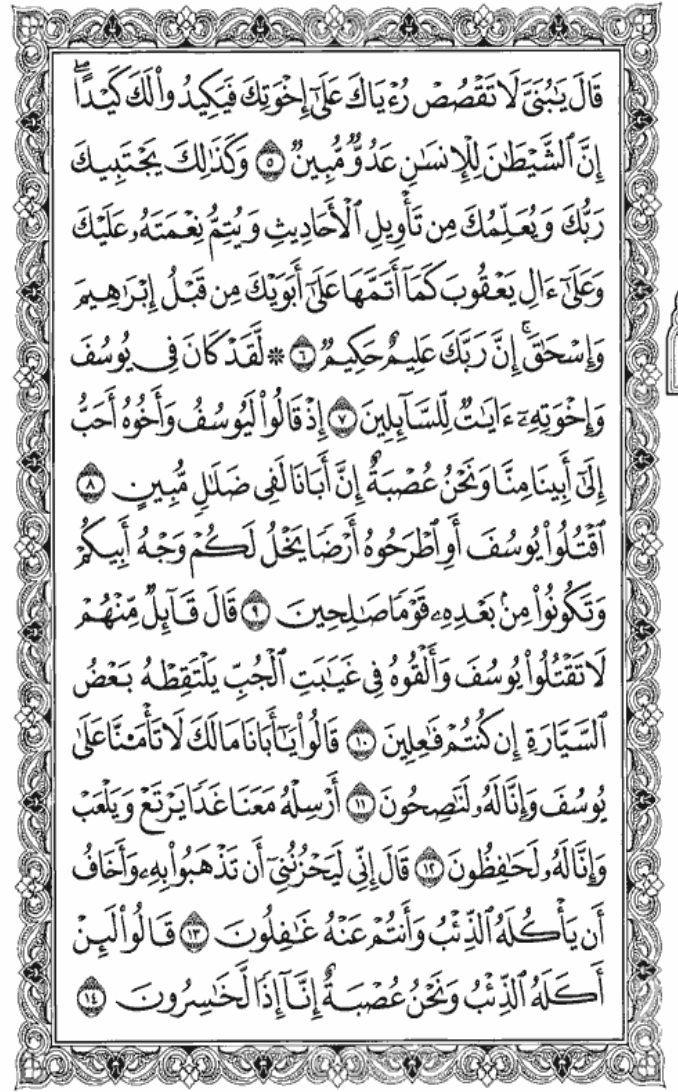 قَالَ يَٰبُنَىَّ لَا تَقْصُصْ رُءْيَاكَ عَلَىٰٓ إِخْوَتِكَ فَيَكِيدُوا۟ لَكَ كَيْدًا ۖ
إِنَّ ٱلشَّيْطَٰنَ لِلْإِنسَٰنِ عَدُوٌّ مُّبِينٌ ٥ وَكَذَٰلِكَ يَجْتَبِيكَ
رَبُّكَ وَيُعَلِّمُكَ مِن تَأْوِيلِ ٱلْأَحَادِيثِ وَيُتِمُّ نِعْمَتَهُۥ عَلَيْكَ
وَعَلَىٰٓ ءَالِ يَعْقُوبَ كَمَآ أَتَمَّهَا عَلَىٰٓ أَبَوَيْكَ مِن قَبْلُ إِبْرَٰهِيمَ
وَإِسْحَٰقَ ۚ إِنَّ رَبَّكَ عَلِيمٌ حَكِيمٌ ٦ ۞ لَّقَدْ كَانَ فِى يُوسُفَ
وَإِخْوَتِهِۦٓ ءَايَٰتٌ لِّلسَّآئِلِينَ ٧ إِذْ قَالُوا۟ لَيُوسُفُ وَأَخُوهُ أَحَبُّ
إِلَىٰٓ أَبِينَا مِنَّا وَنَحْنُ عُصْبَةٌ إِنَّ أَبَانَا لَفِى ضَلَٰلٍ مُّبِينٍ ٨
ٱقْتُلُوا۟ يُوسُفَ أَوِ ٱطْرَحُوهُ أَرْضًا يَخْلُ لَكُمْ وَجْهُ أَبِيكُمْ
وَتَكُونُوا۟ مِنۢ بَعْدِهِۦ قَوْمًا صَٰلِحِينَ ٩ قَالَ قَآئِلٌ مِّنْهُمْ
لَا تَقْتُلُوا۟ يُوسُفَ وَأَلْقُوهُ فِى غَيَٰبَتِ ٱلْجُبِّ يَلْتَقِطْهُ بَعْضُ
ٱلسَّيَّارَةِ إِن كُنتُمْ فَٰعِلِينَ ١٠ قَالُوا۟ يَٰٓأَبَانَا مَالَكَ لَا تَأْمَ۫نَّا عَلَىٰ
يُوسُفَ وَإِنَّا لَهُۥ لَنَٰصِحُونَ ١١ أَرْسِلْهُ مَعَنَا غَدًا يَرْتَعْ وَيَلْعَبْ
وَإِنَّا لَهُۥ لَحَٰفِظُونَ ١٢ قَالَ إِنِّى لَيَحْزُنُنِىٓ أَن تَذْهَبُوا۟ بِهِۦ وَأَخَافُ
أَن يَأْكُلَهُ ٱلذِّئْبُ وَأَنتُمْ عَنْهُ غَٰفِلُونَ ١٣ قَالُوا۟ لَئِنْ
أَكَلَهُ ٱلذِّئْبُ وَنَحْنُ عُصْبَةٌ إِنَّآ إِذًا لَّخَٰسِرُونَ ١٤